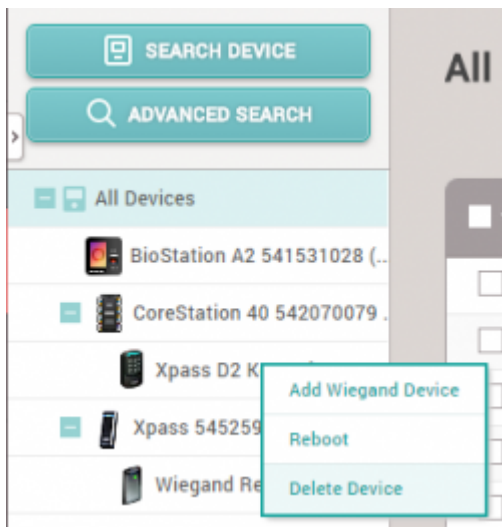 SEARCH DEVICE
All
ADVANCED SEARCH
All Devices
BioStation A2 541531028 (...
CoreStation 40 542070079 .
Xpass D2 K
Add Wiegand Device
Xpass 545259
Reboot
Wiegand Re
Delete Device